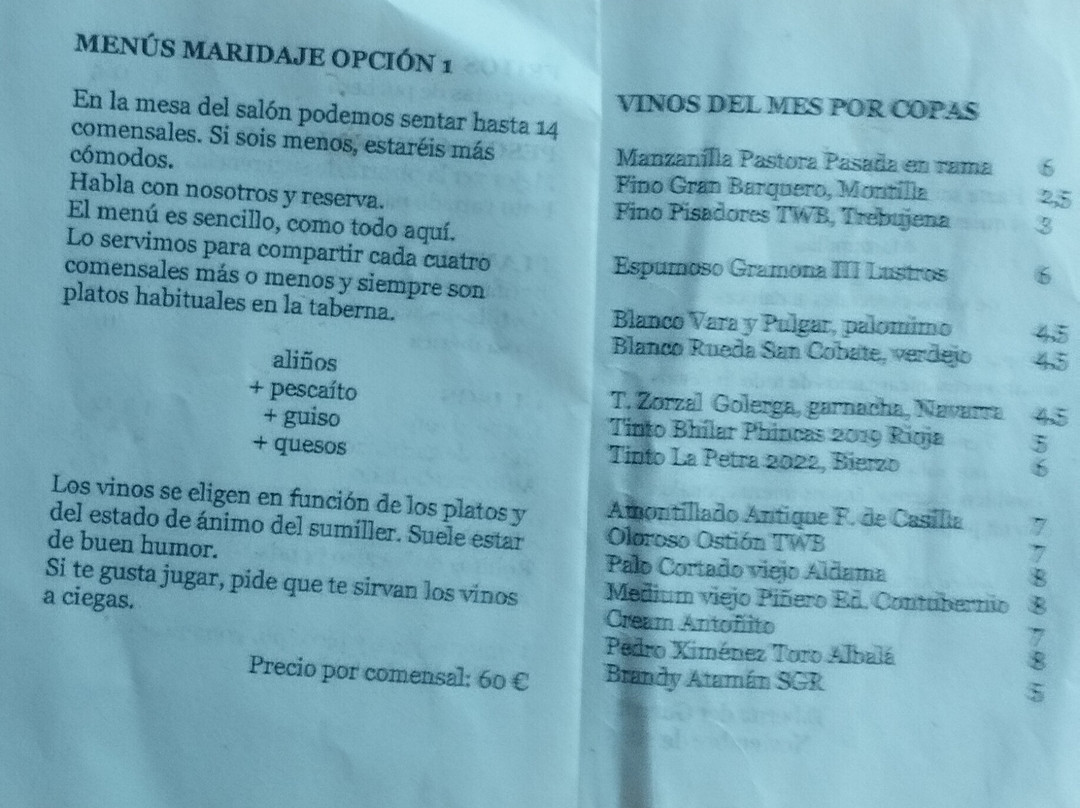 MENÚS MARIDAJE OPCIÓN 1
En la mesa del salón podemos sentar hasta 14
comensales. Si sois menos, estaréis más
cómodos.
Habla con nosotros y reserva.
El menú es sencillo, como todo aquí.
Lo servimos para compartir cada cuatro
comensales más o menos y siempre son
platos habituales en la taberna.
aliños
+ pescaíto
+ guiso
+ quesos
Los vinos se eligen en función de los platos y
del estado de ánimo del sumiller. Suele estar
de buen humor.
Si te gusta jugar, pide que te sirvan los vinos
a ciegas.
Precio por comensal: 60 €
VINOS DEL MES POR COPAS
Manzanilla Pastora Pasada en rama 6
Fino Gran Barquero, Montilla 2,5
Fino Pisadores TWB, Trebujena 3
Espumoso Gramona III Lustros 6
Blanco Vara y Pulgar, palomimo 4,5
Blanco Rueda San Cobate, verdejo 4,5
T. Zorzal Golerga, garnacha, Navarra 4,5
Tinto Bhilar Phincas 2019 Rioja 5
Tinto La Petra 2022, Bierzo 6
Amontillado Antique F. de Casilla 7
Oloroso Ostión TWB 7
Palo Cortado viejo Aldama 8
Medium viejo Piñero Ed. Contubernio 8
Cream Antoñito 7
Pedro Ximénez Toro Albalá 8
Brandy Atamán SGR 5